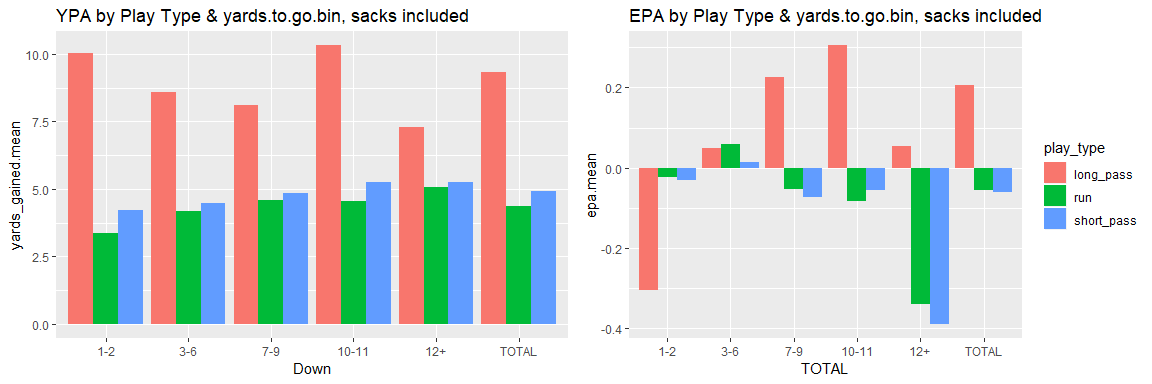 YPA by Play Type & yards.to.go.bin, sacks included
yards_gained.mean
10.0
7.5
5.0
2.5
0.0
1-2
3-6
7-9
10-11
12+
TOTAL
Down
EPA by Play Type & yards.to.go.bin, sacks included
epa.mean
0.2
0.0
-0.2
-0.4
1-2
3-6
7-9
10-11
12+
TOTAL
TOTAL
play_type
long_pass
run
short_pass